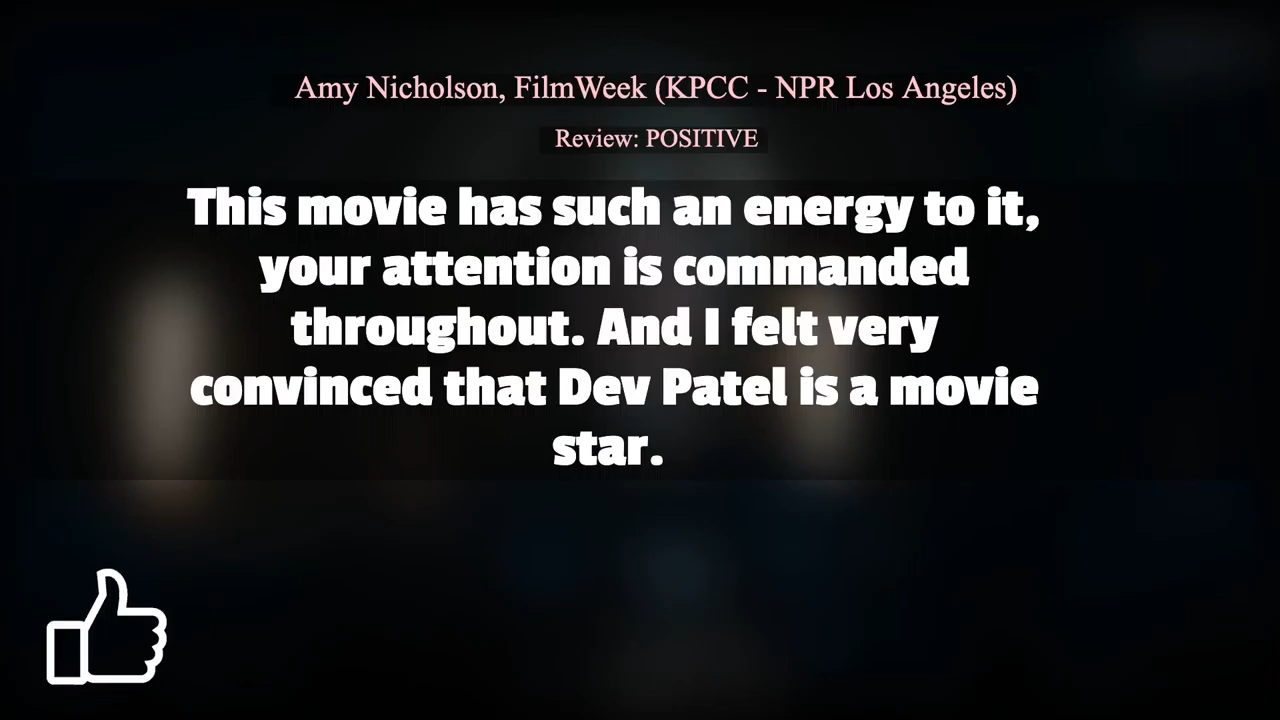 Amy Nicholson, FilmWeek (KPCC - NPR Los Angeles)
Review: POSITIVE
This movie has such an energy to it,
your attention is commanded
throughout. And I felt very
convinced that Dev Patel is a movie
star.